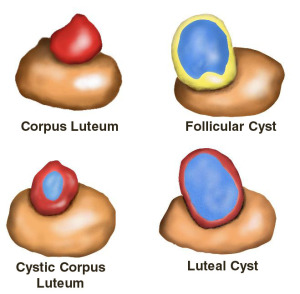 Corpus Luteum
Follicular Cyst
Cystic Corpus
Luteum
Luteal Cyst